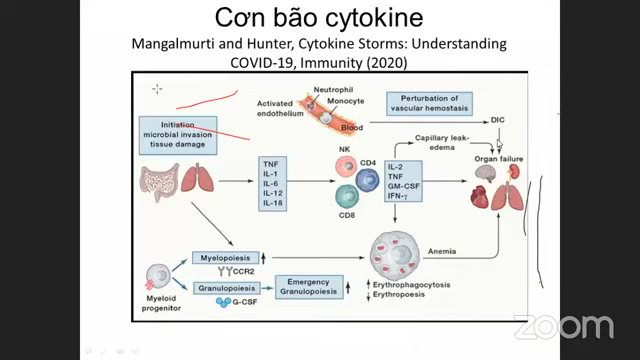 Cơn bão cytokine
Mangalmurti and Hunter, Cytokine Storms: Understanding
COVID-19, Immunity (2020)
Neutrophil
Monocyte
Activated
endothelium
Blood
Perturbation of
vascular hemostasis
DIC
Initiation
microbial invasion
tissue damage
Capillary leak-
edema
Organ failure
TNF
IL-1
IL-6
IL-12
IL-18
NK
CD4
CD8
IL-2
TNF
GM-CSF
IFN-γ
Myelopoiesis
CCR2
Granulopoiesis
G-CSF
Emergency
Granulopoiesis
Myeloid
progenitor
Anemia
Erythrophagocytosis
Erythropoesis
zoom